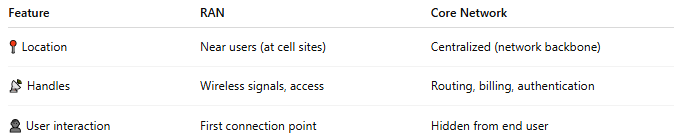 Feature RAN Core Network
📍 Location Near users (at cell sites) Centralized (network backbone)
📡 Handles Wireless signals, access Routing, billing, authentication
👤 User interaction First connection point Hidden from end user